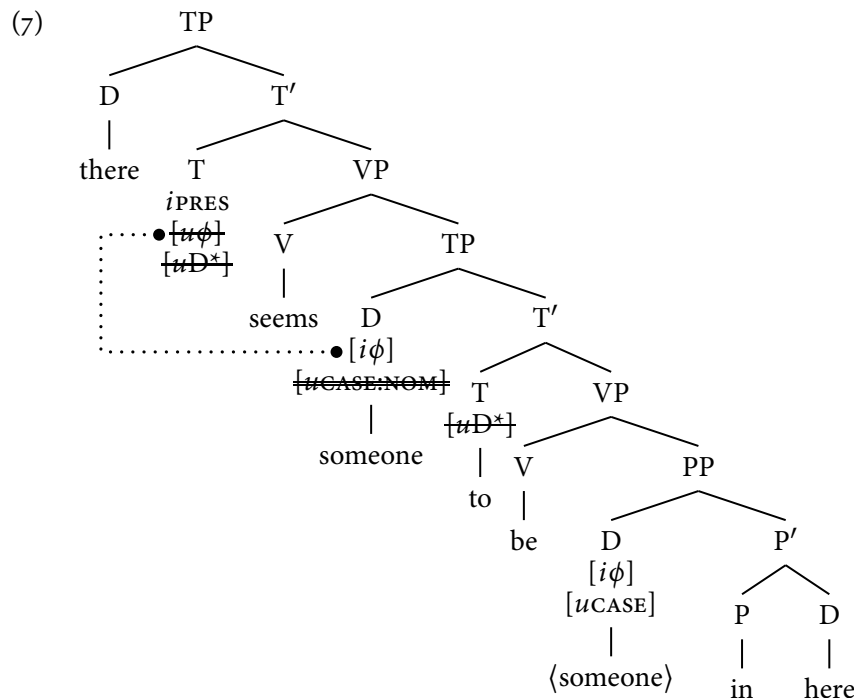 (7) TP
D T′
there T VP
iPRES
[uϕ] V TP
[uD*]
seems D T′
[iϕ]
[uCASE:NOM] T VP
[uD*]
someone V PP
to
be D P′
[iϕ]
[uCASE] P D
⟨someone⟩ in here